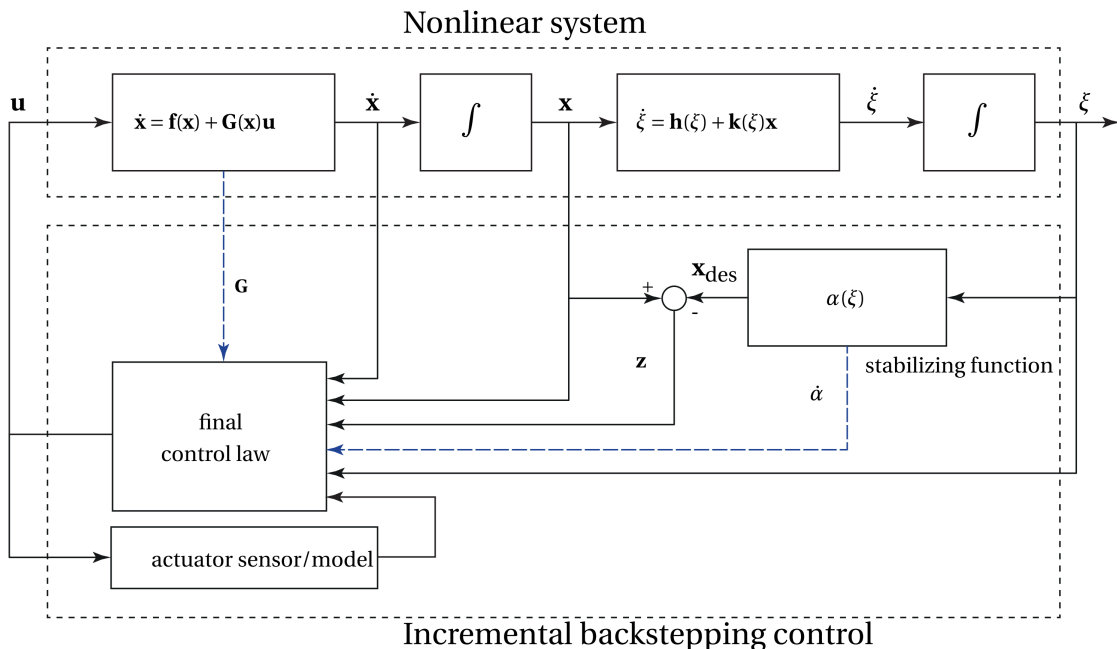 Nonlinear system
u
ẋ = f(x) + G(x)u
ẋ
∫
x
ξ̇ = h(ξ) + k(ξ)x
ξ̇
∫
ξ
G
+
-
x_des
α(ξ)
z
stabilizing function
α̇
final
control law
actuator sensor/model
Incremental backstepping control